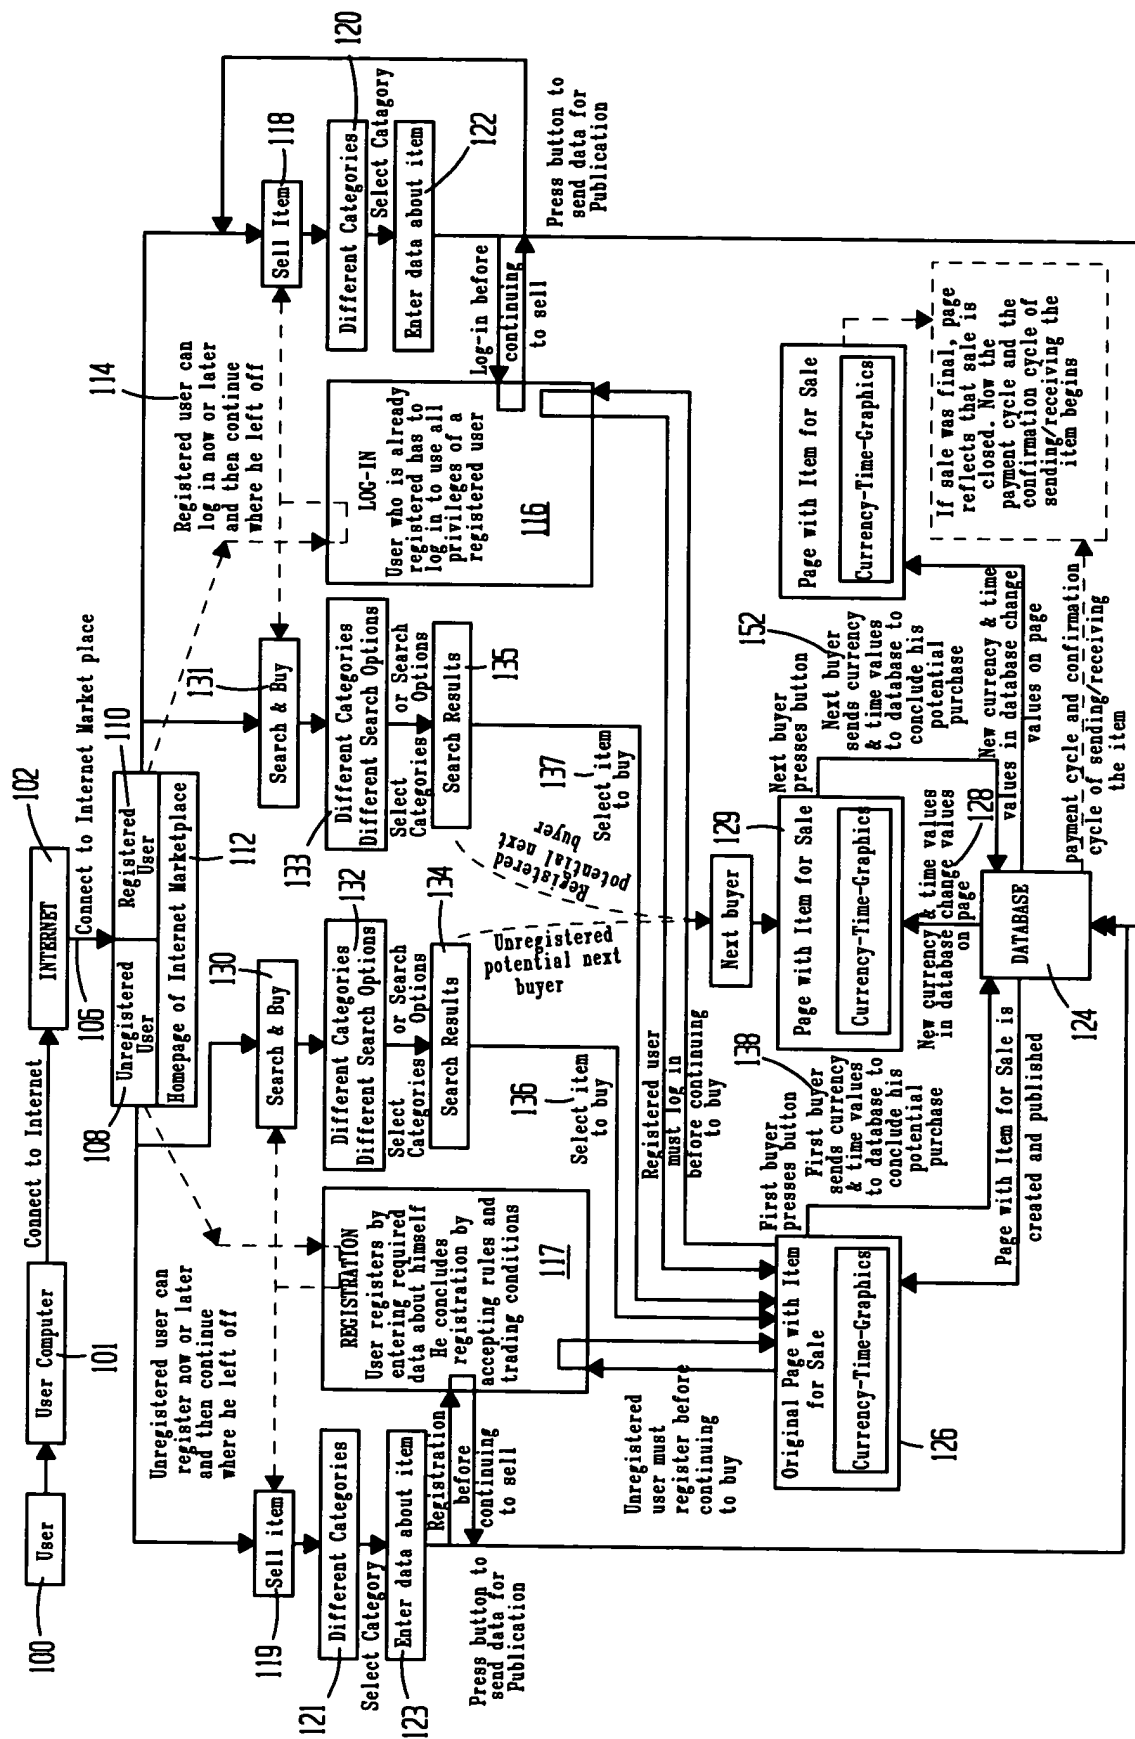 100
User
User Computer
101
Connect to Internet
INTERNET
102
106
Connect to Internet Market place
108
Unregistered
User
Registered
User
110
Homepage of Internet Marketplace
112
Unregistered user can
register now or later
and then continue
where he left off
Registered user can
log in now or later
and then continue
where he left off
114
119
Sell item
130
Search & Buy
131
Search & Buy
Sell Item
118
121
Different Categories
Select Category
123
Enter data about item
REGISTRATION
User registers by
entering required
data about himself
He concludes
registration by
accepting rules and
trading conditions
117
Different Categories
Different Search Options
132
Select
Categories
or Search
Options
Search Results
134
133
Different Categories
Different Search Options
Select
Categories
or Search
Options
Search Results
135
LOG-IN
User who is already
registered has to
log in to use all
privileges of a
registered user
116
Different Categories
120
Select Catagory
Enter data about item
122
Registration
before
continuing
to sell
Press button to
send data for
Publication
Log-in before
continuing
to sell
Press button to
send data for
Publication
136
Select item
to buy
137
Select item
to buy
Registered
potential next
buyer
Unregistered
potential next
buyer
Unregistered
user must
register before
continuing
to buy
Registered user
must log in
before continuing
to buy
Next buyer
129
Original Page with Item
for Sale
Currency-Time-Graphics
126
First buyer
presses button
138
First buyer
sends currency
& time values
to database to
conclude his
potential
purchase
Page with Item for Sale
Currency-Time-Graphics
Next buyer
presses button
152
Next buyer
sends currency
& time values
to database to
conclude his
potential
purchase
Page with Item for Sale
Currency-Time-Graphics
If sale was final, page
reflects that sale is
closed. Now the
payment cycle and the
confirmation cycle of
sending/receiving the
item begins
New currency & time values
in database change values
on page
128
New currency & time
values in database change
values on page
Page with Item for Sale is
created and published
124
DATABASE
payment cycle and confirmation
cycle of sending/receiving
the item